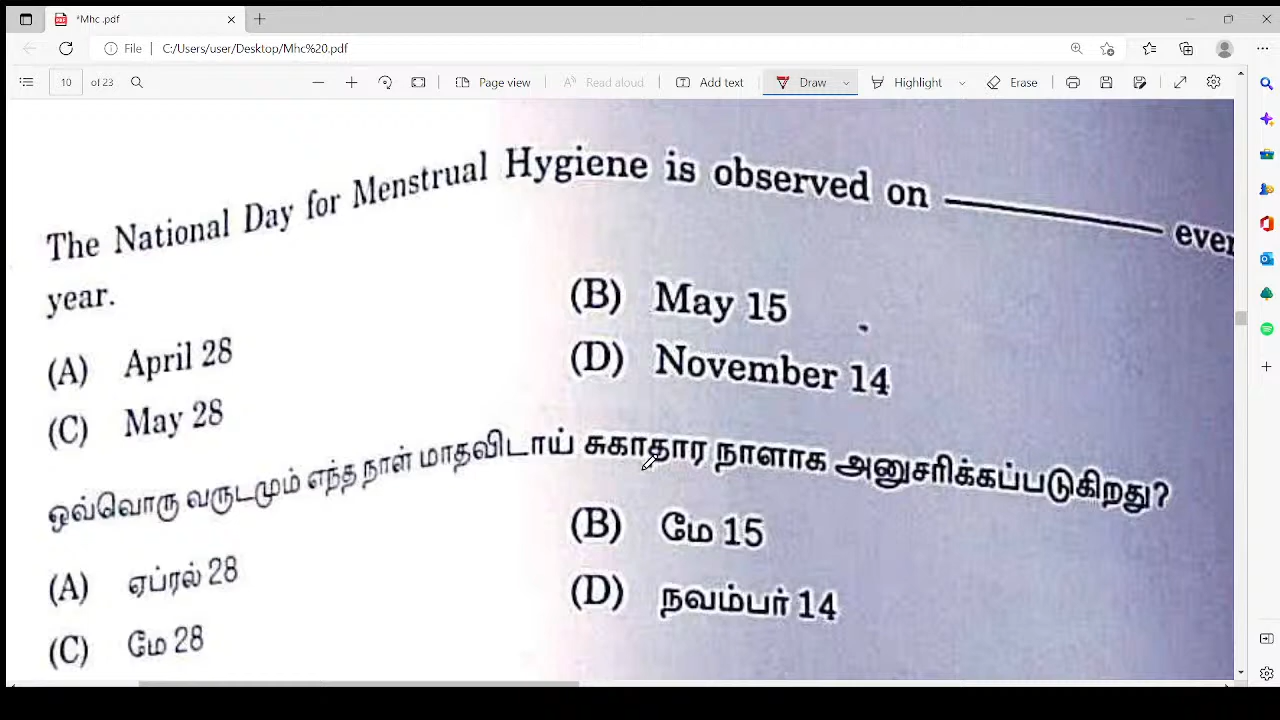 *Mhc .pdf
File | C:/Users/user/Desktop/Mhc%20.pdf
10 of 23 Page view Read aloud Add text Draw Highlight Erase
The National Day for Menstrual Hygiene is observed on ________ ever
year.
(A) April 28 (B) May 15
(C) May 28 (D) November 14
ஒவ்வொரு வருடமும் எந்த நாள் மாதவிடாய் சுகாதார நாளாக அனுசரிக்கப்படுகிறது?
(A) ஏப்ரல் 28 (B) மே 15
(C) மே 28 (D) நவம்பர் 14